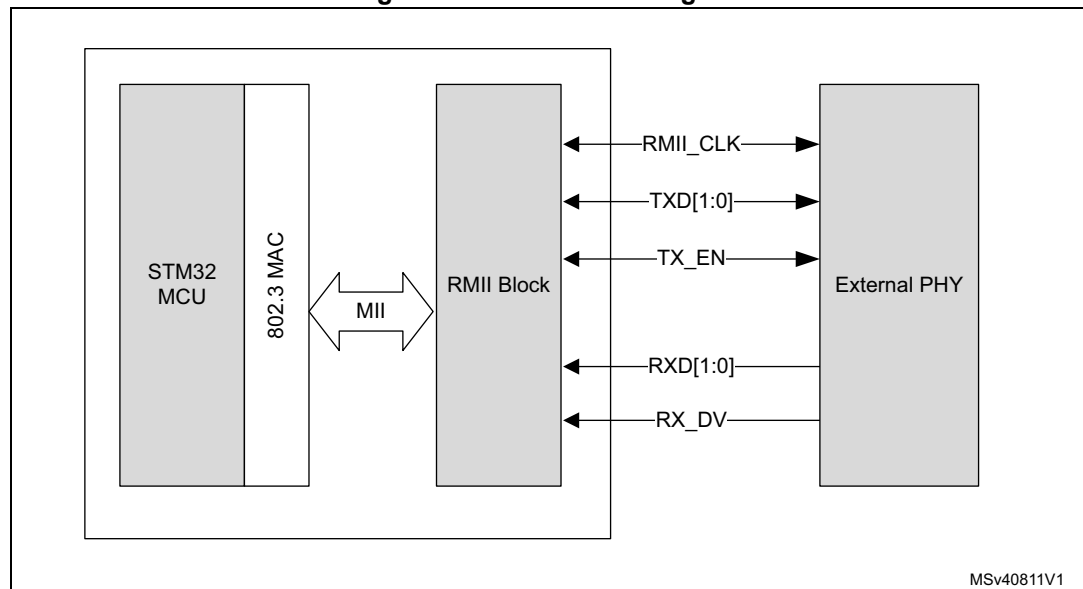 RMII_CLK
TXD[1:0]
TX_EN
STM32
MCU
802.3 MAC
MII
RMII Block
External PHY
RXD[1:0]
RX_DV
MSv40811V1